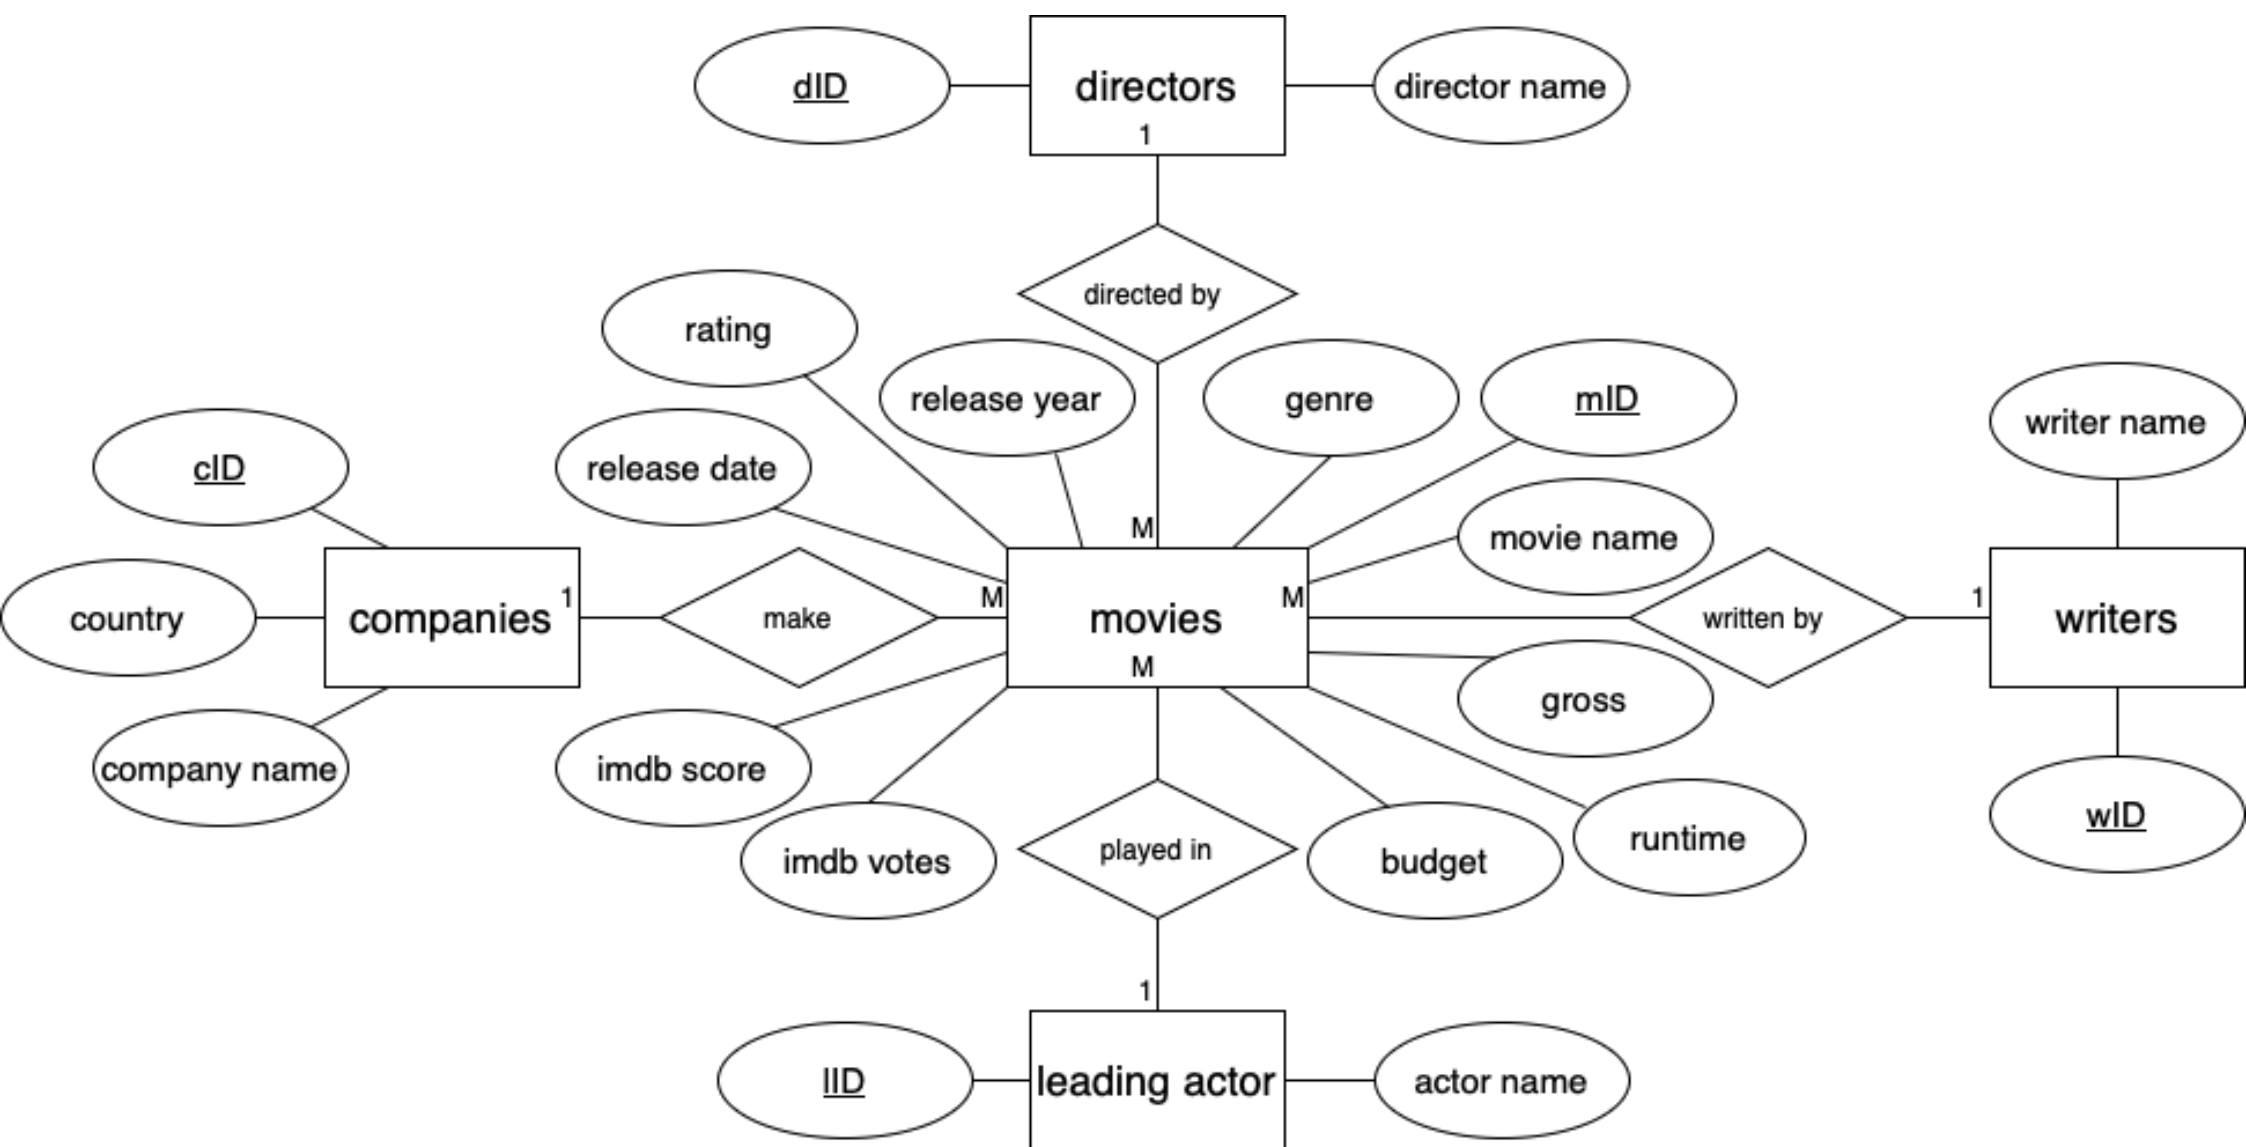 dID
directors
director name
1
directed by
rating
release year
genre
mID
writer name
cID
release date
M
movie name
country
companies
1
make
M
movies
M
written by
1
writers
M
gross
company name
imdb score
imdb votes
played in
budget
runtime
wID
1
lID
leading actor
actor name